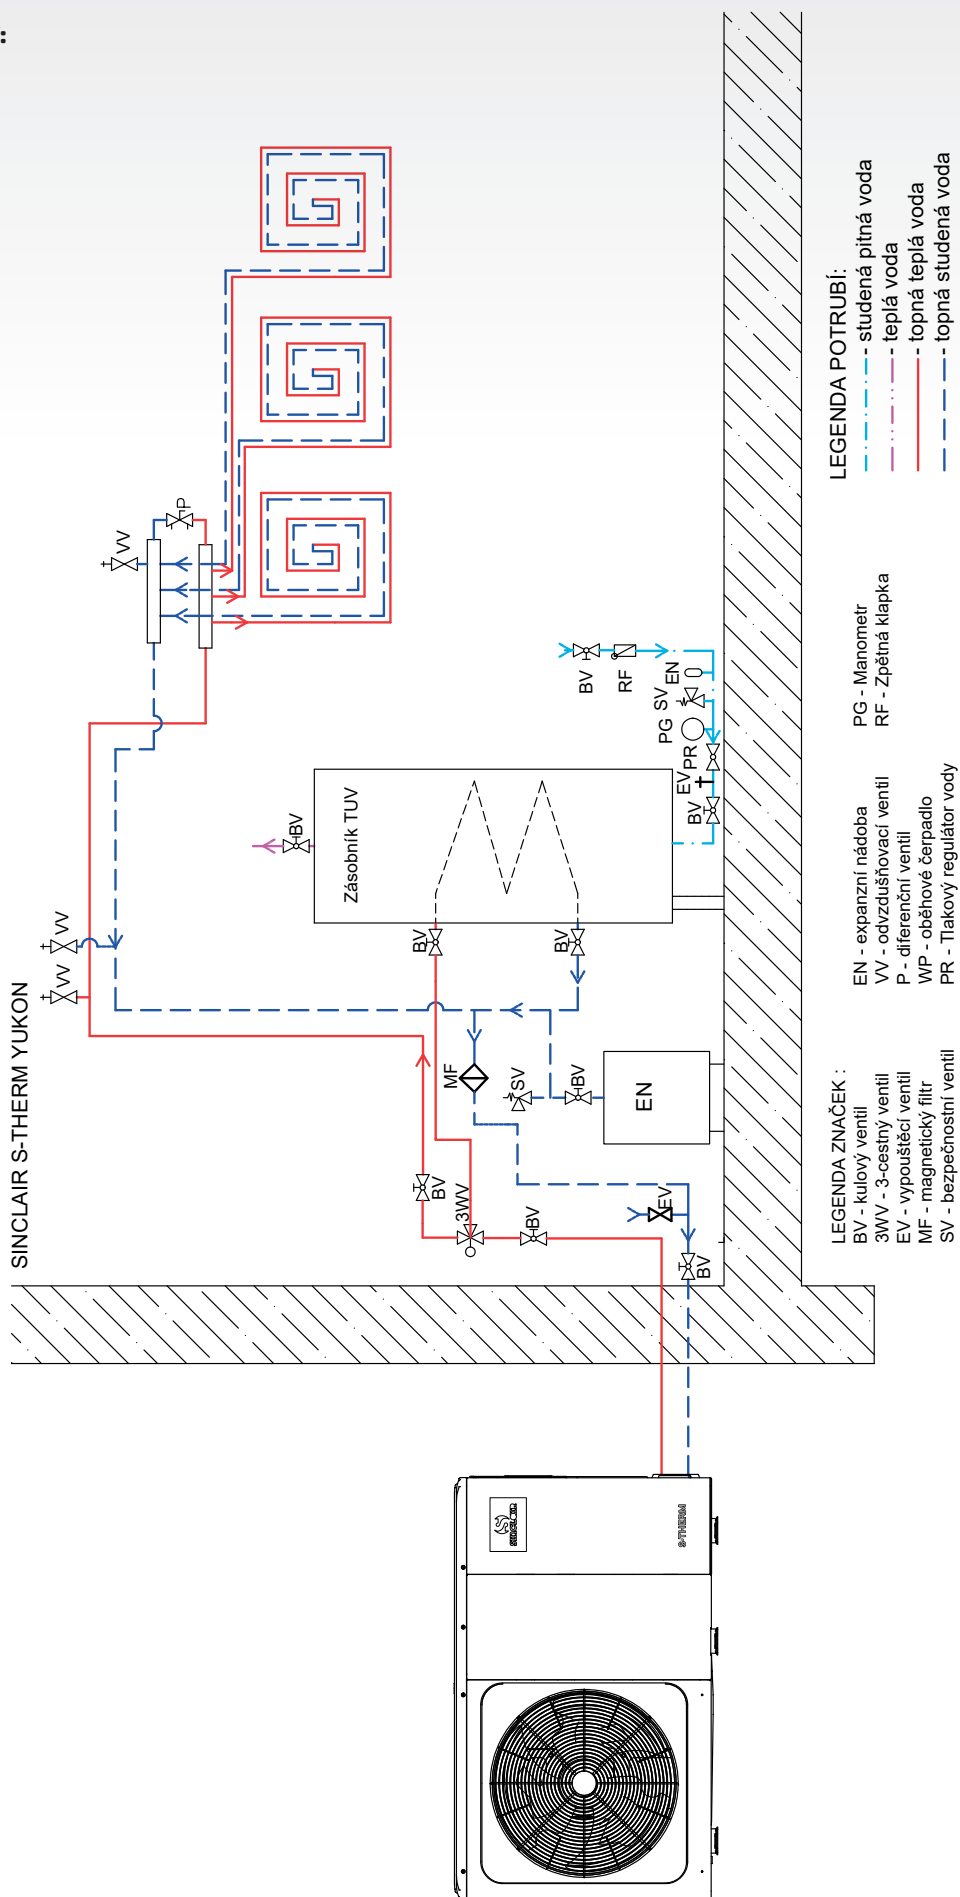 SINCLAIR S-THERM YUKON
VV
VV
VV
P
BV
3WV
BV
MF
SV
BV
EN
EV
BV
BV
BV
Zásobník TUV
BV
BV
EV
PR
PG
SV
EN
BV
RF
SINCLAIR
S-THERM
LEGENDA ZNAČEK :
BV - kulový ventil
3WV - 3-cestný ventil
EV - vypouštěcí ventil
MF - magnetický filtr
SV - bezpečnostní ventil
EN - expanzní nádoba
VV - odvzdušňovací ventil
P - diferenční ventil
WP - oběhové čerpadlo
PR - Tlakový regulátor vody
PG - Manometr
RF - Zpětná klapka
LEGENDA POTRUBÍ:
- studená pitná voda
- teplá voda
- topná teplá voda
- topná studená voda